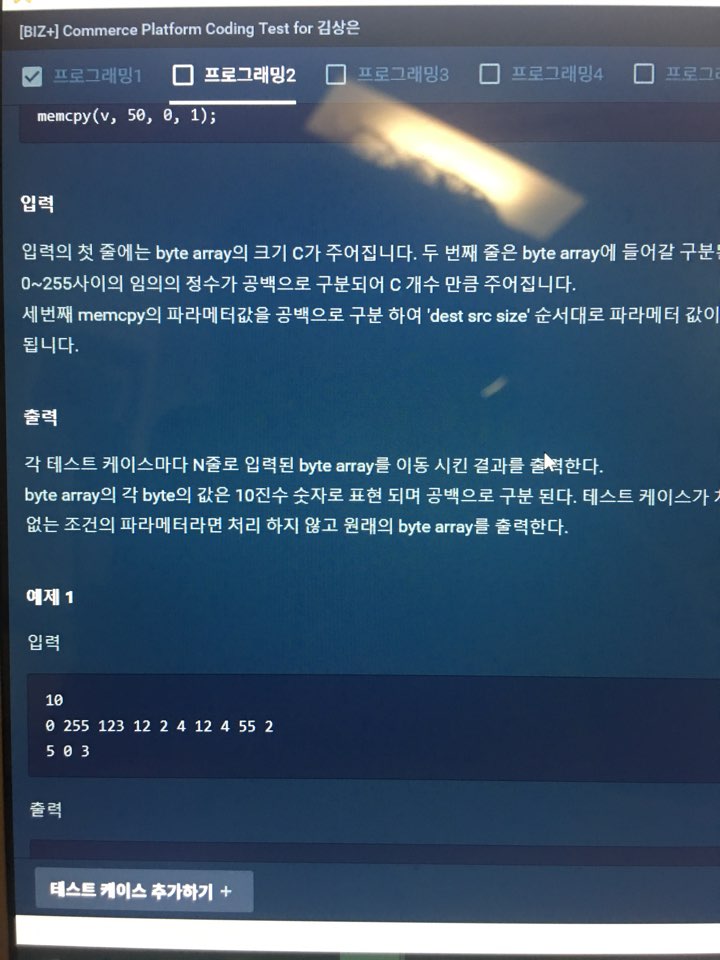 [BIZ+] Commerce Platform Coding Test for 김상은
프로그래밍1 프로그래밍2 프로그래밍3 프로그래밍4
memcpy(v, 50, 0, 1);
입력
입력의 첫 줄에는 byte array의 크기 C가 주어집니다. 두 번째 줄은 byte array에 들어갈
0~255사이의 임의의 정수가 공백으로 구분되어 C 개수 만큼 주어집니다.
세번째 memcpy의 파라메터값을 공백으로 구분 하여 'dest src size' 순서대로 파라메터 값이
됩니다.
출력
각 테스트 케이스마다 N줄로 입력된 byte array를 이동 시킨 결과를 출력한다.
byte array의 각 byte의 값은 10진수 숫자로 표현 되며 공백으로 구분 된다. 테스트 케이스가
없는 조건의 파라메터라면 처리 하지 않고 원래의 byte array를 출력한다.
예제 1
입력
10
0 255 123 12 2 4 12 4 55 2
5 0 3
출력
테스트 케이스 추가하기 +